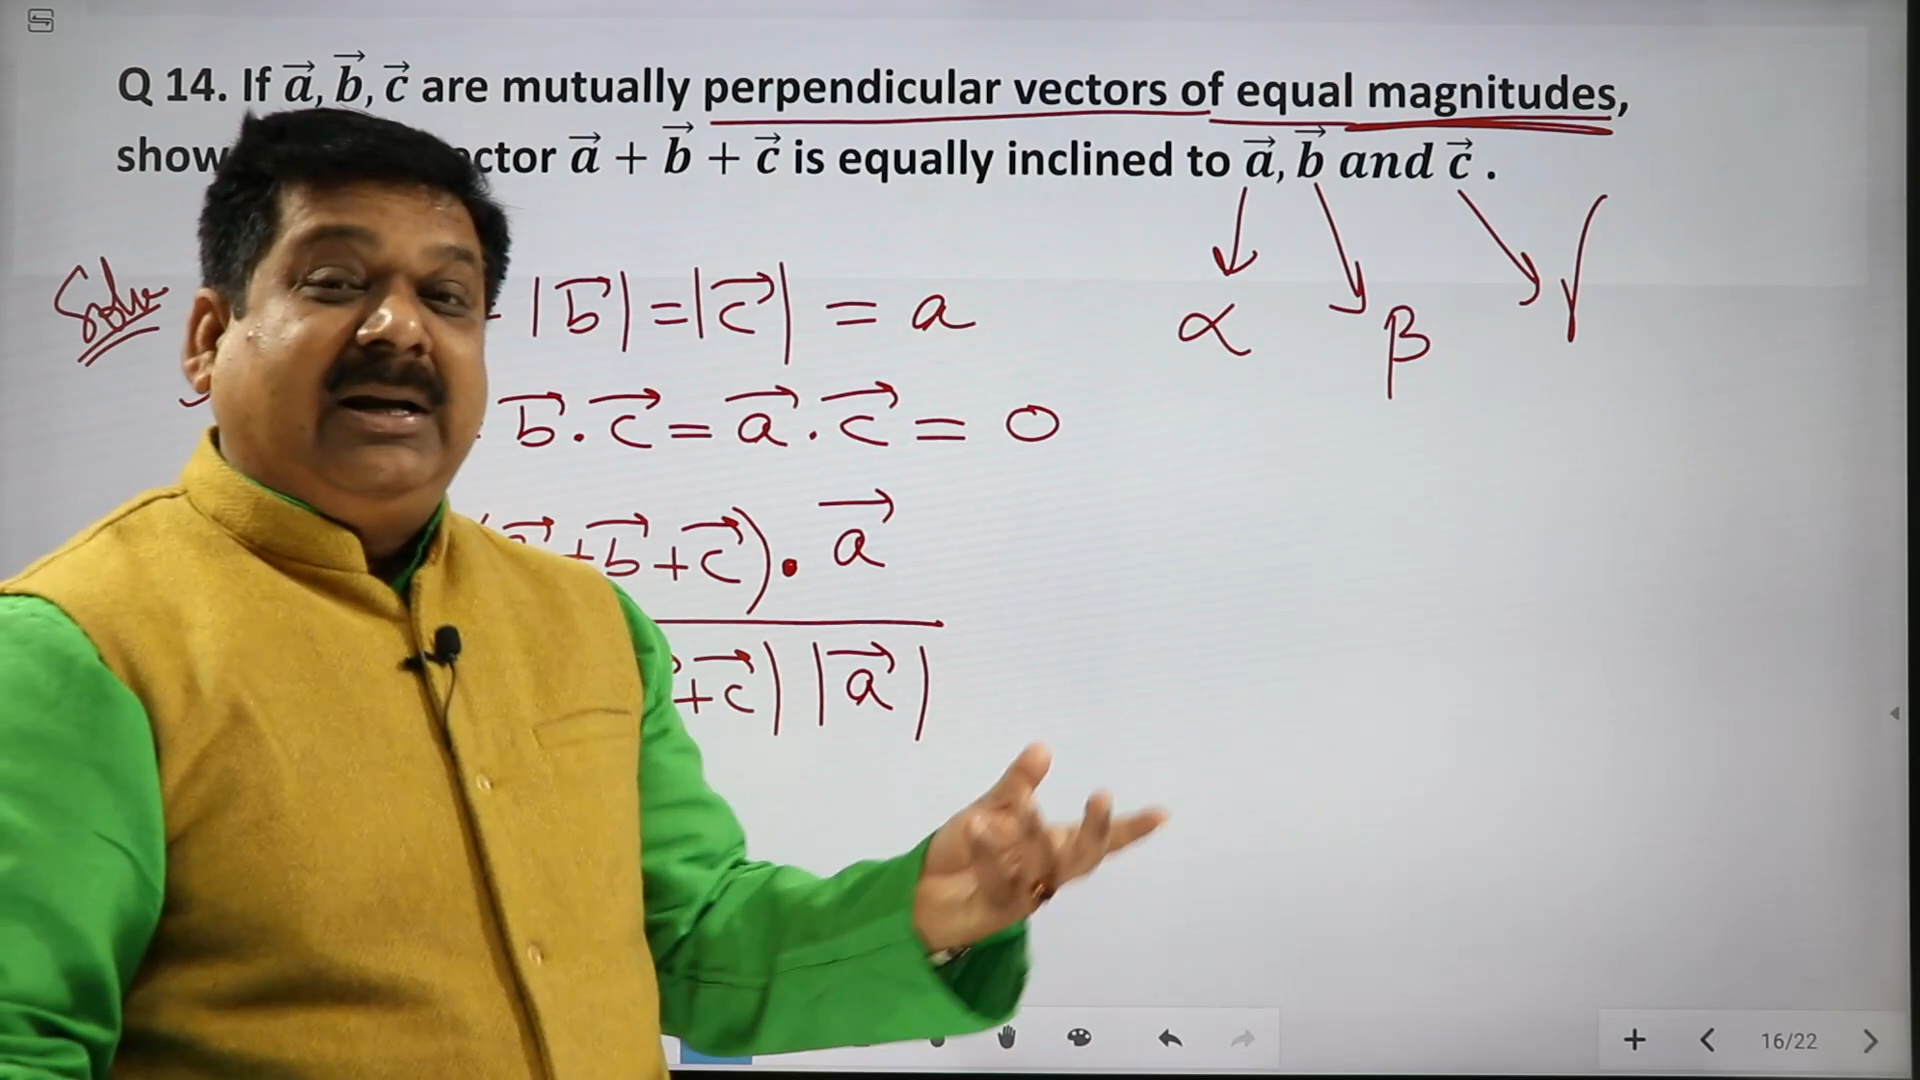 Q 14. If a⃗, b⃗, c⃗ are mutually perpendicular vectors of equal magnitudes,
show ctor a⃗ + b⃗ + c⃗ is equally inclined to a⃗, b⃗ and c⃗ .
α β γ
Solu
|b⃗| = |c⃗| = a
b⃗ . c⃗ = a⃗ . c⃗ = 0
a⃗ + b⃗ + c⃗) . a⃗
+ c⃗| |a⃗|
16/22